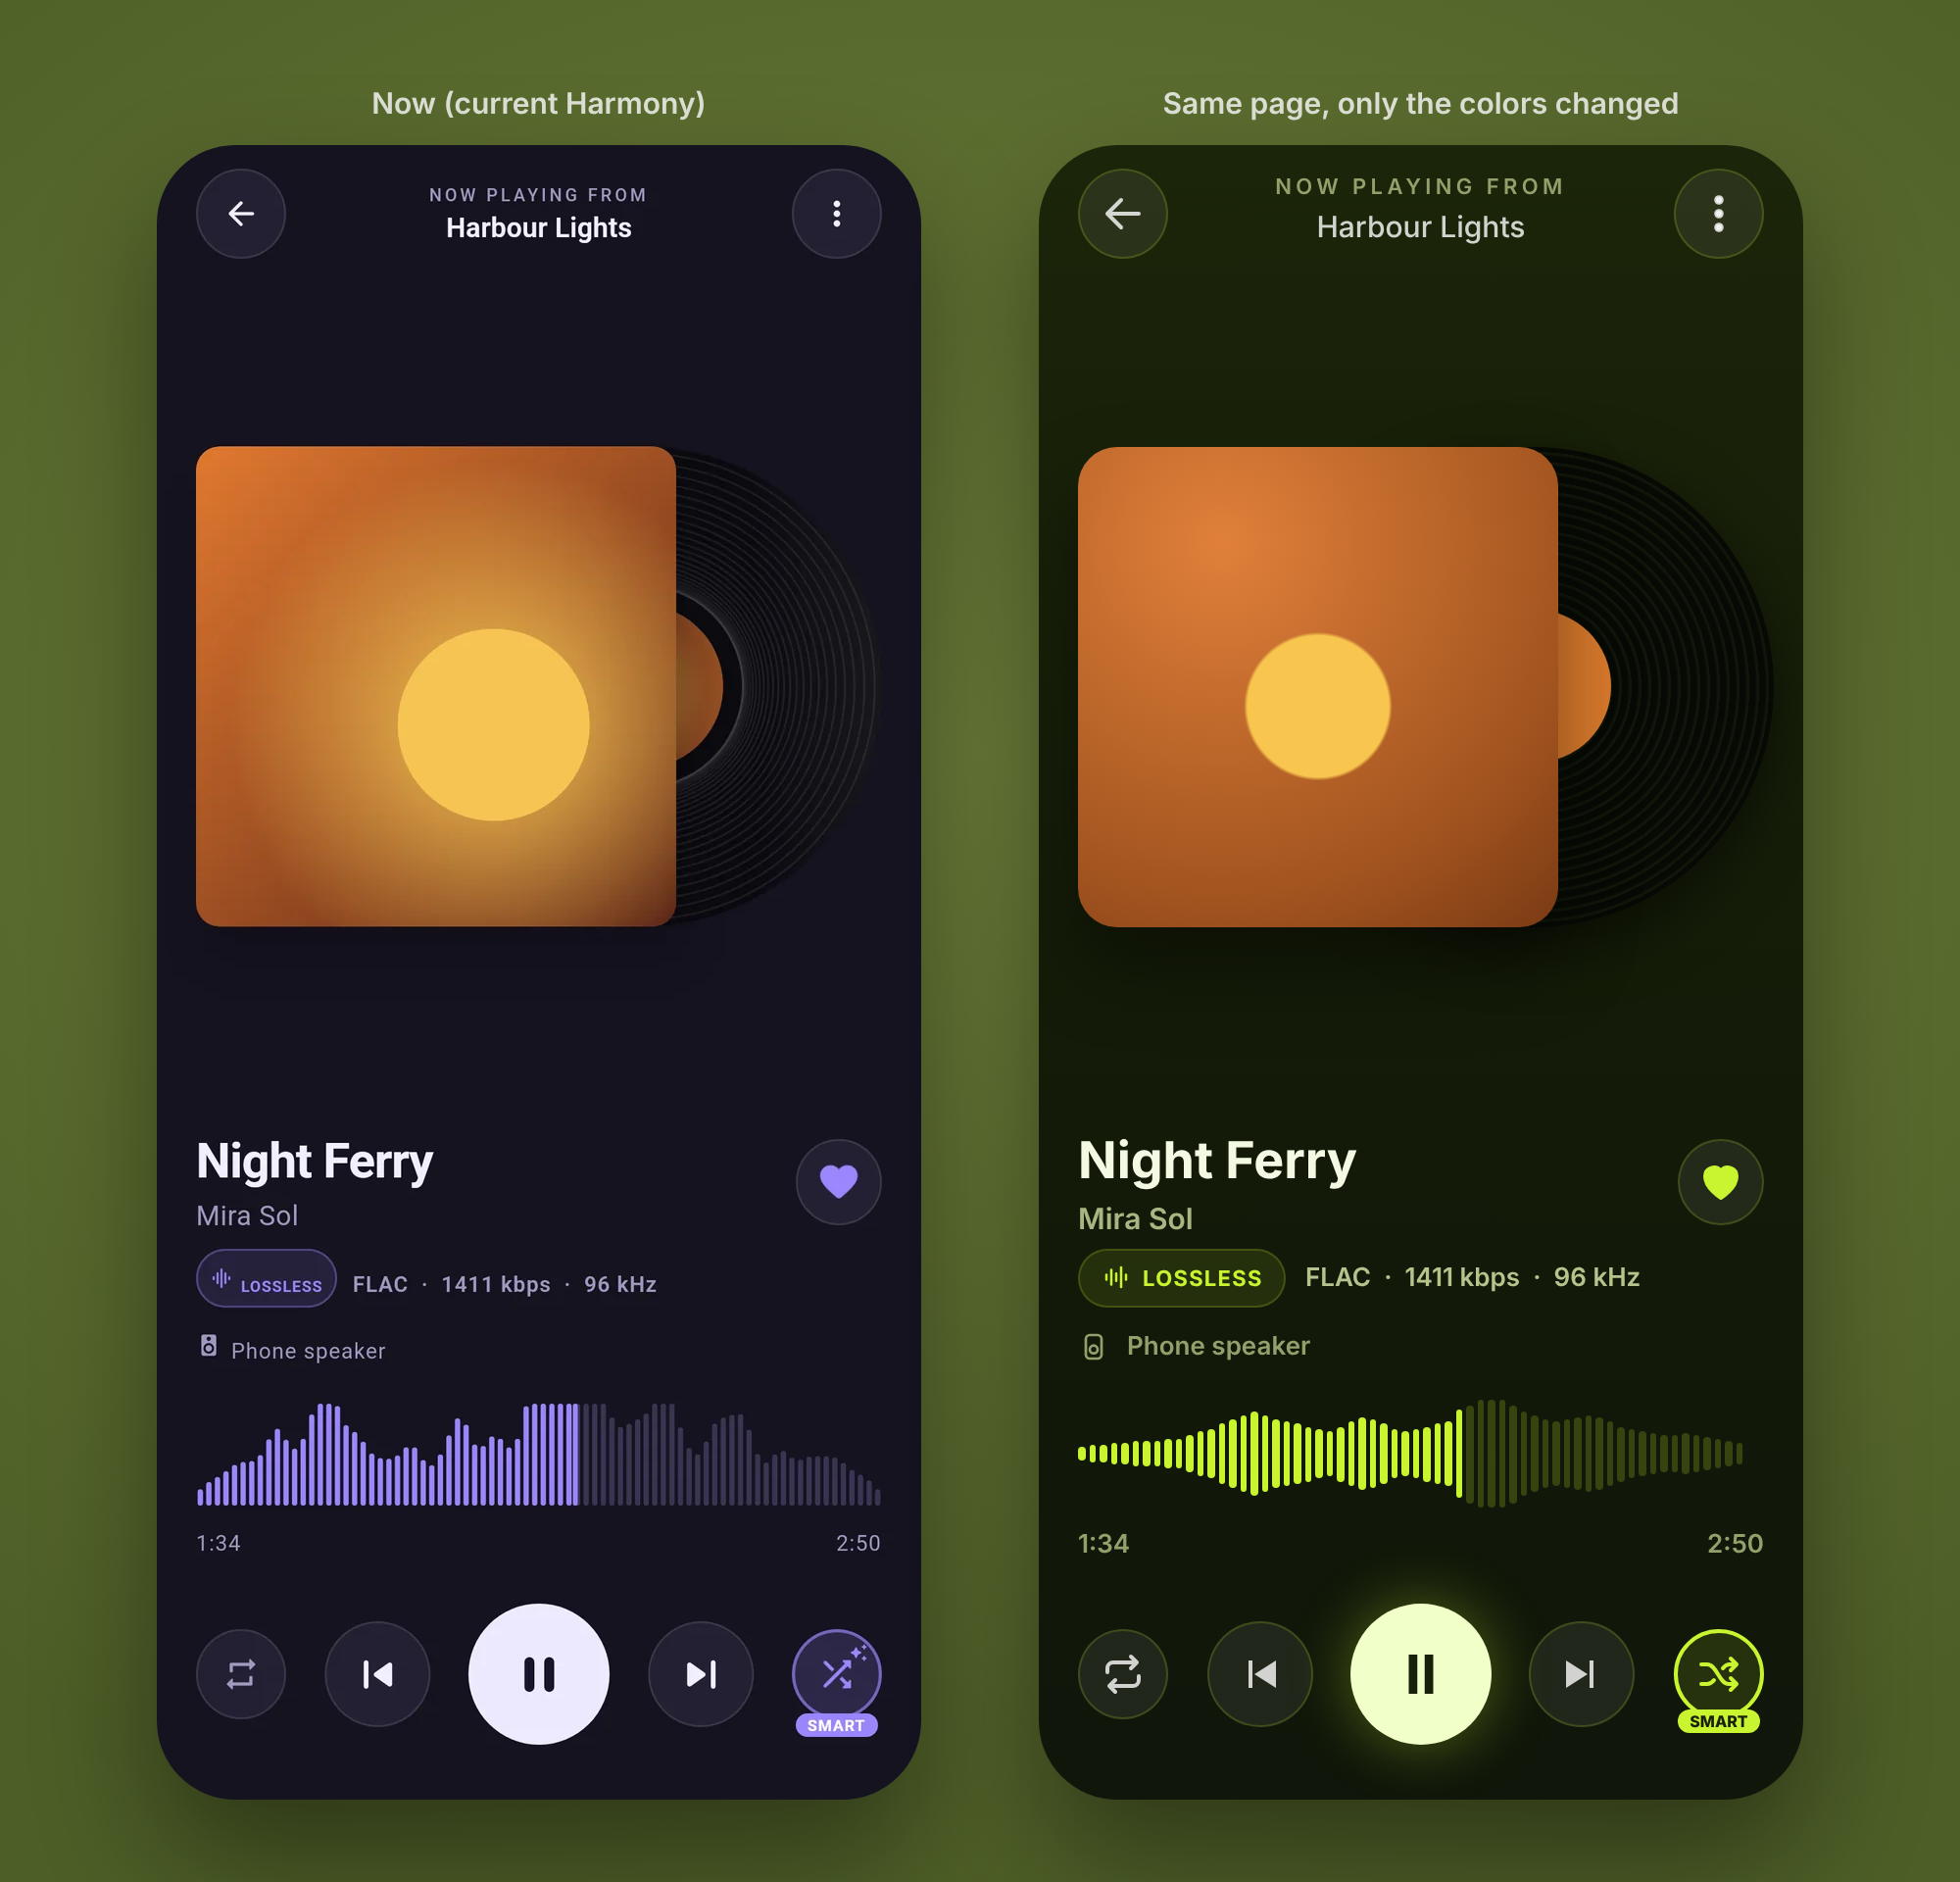 Now (current Harmony)
NOW PLAYING FROM
Harbour Lights
Night Ferry
Mira Sol
LOSSLESS FLAC · 1411 kbps · 96 kHz
Phone speaker
1:34 2:50
SMART
Same page, only the colors changed
NOW PLAYING FROM
Harbour Lights
Night Ferry
Mira Sol
LOSSLESS FLAC · 1411 kbps · 96 kHz
Phone speaker
1:34 2:50
SMART